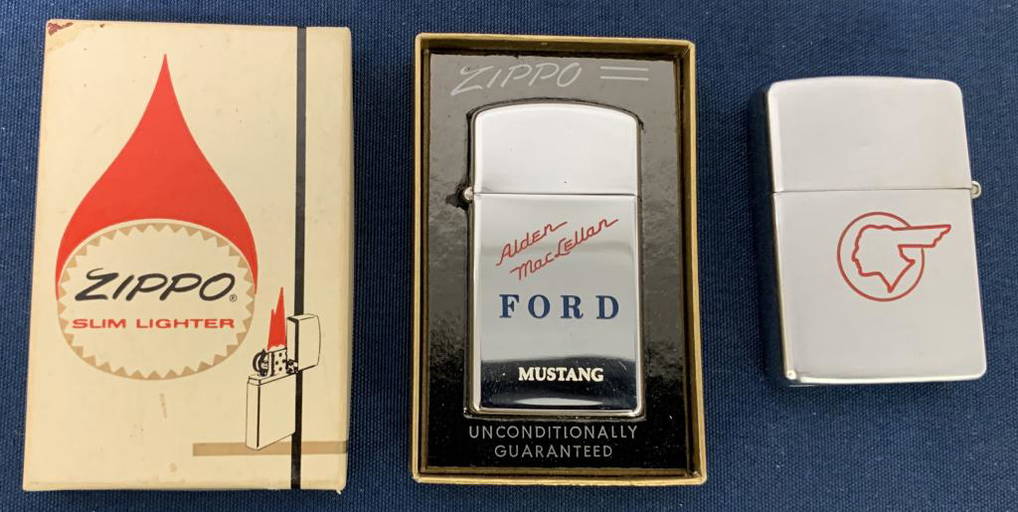 ZIPPO®
SLIM LIGHTER
ZIPPO
Alden
MacLellan
FORD
MUSTANG
UNCONDITIONALLY
GUARANTEED